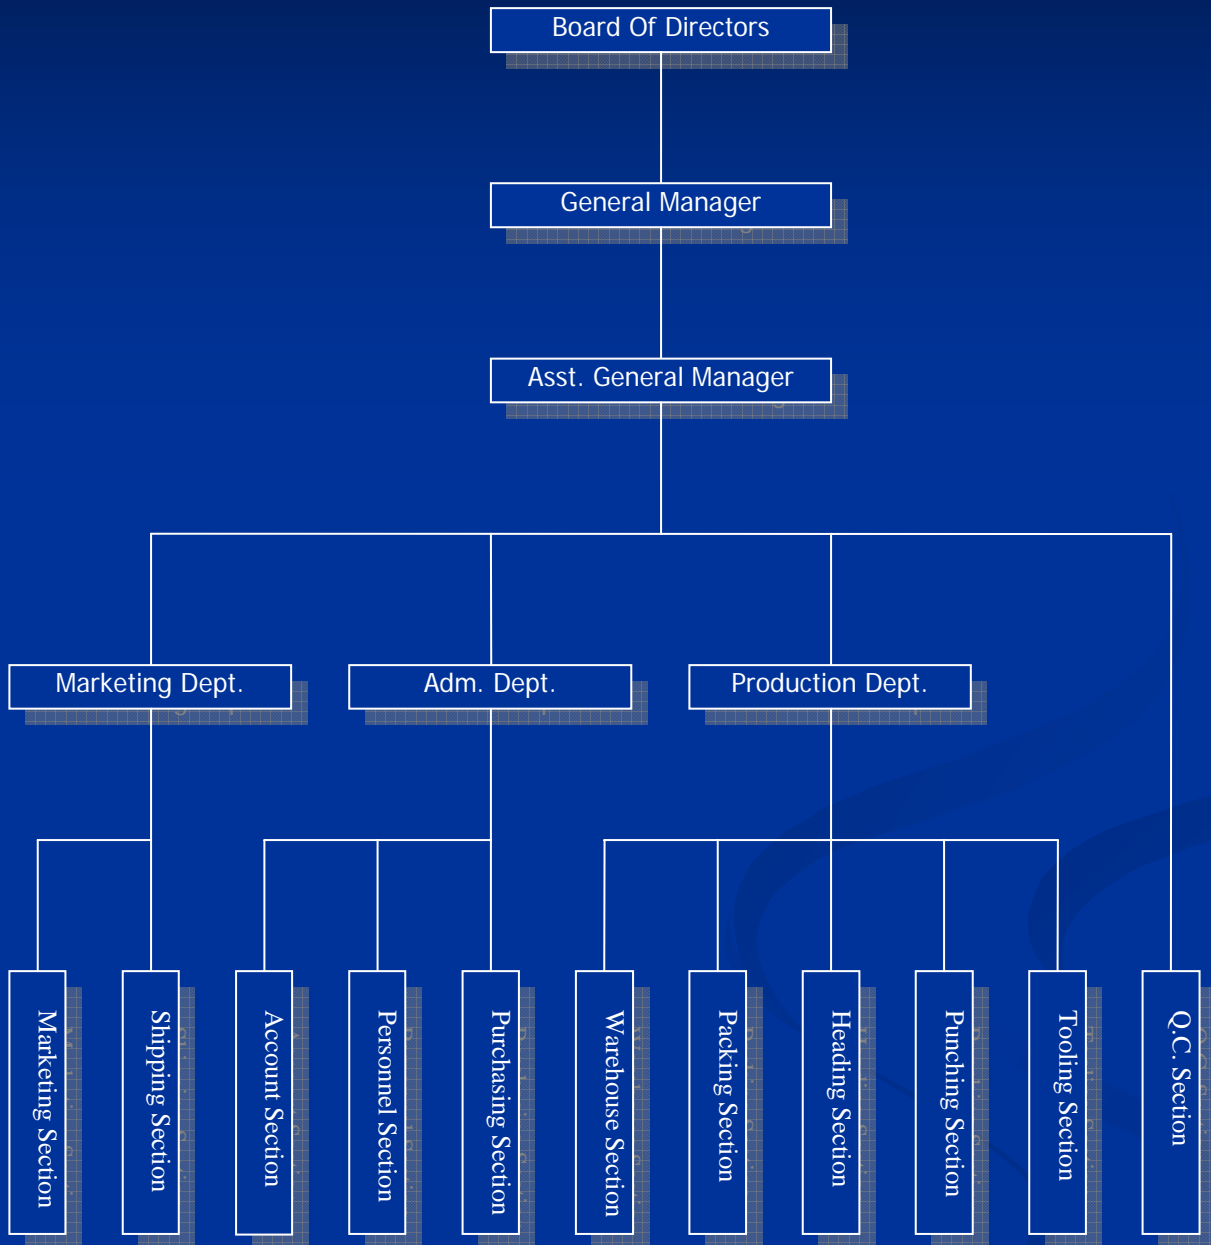 Board Of Directors
General Manager
Asst. General Manager
Marketing Dept.
Adm. Dept.
Production Dept.
Marketing Section
Shipping Section
Account Section
Personnel Section
Purchasing Section
Warehouse Section
Packing Section
Heading Section
Punching Section
Tooling Section
Q.C. Section